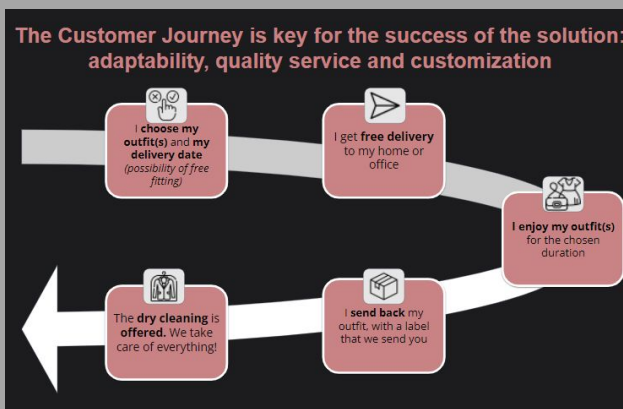 The Customer Journey is key for the success of the solution:
adaptability, quality service and customization
I choose my
outfit(s) and my
delivery date
(possibility of free
fitting)
I get free delivery
to my home or
office
I enjoy my outfit(s)
for the chosen
duration
I send back my
outfit, with a label
that we send you
The dry cleaning is
offered. We take
care of everything!